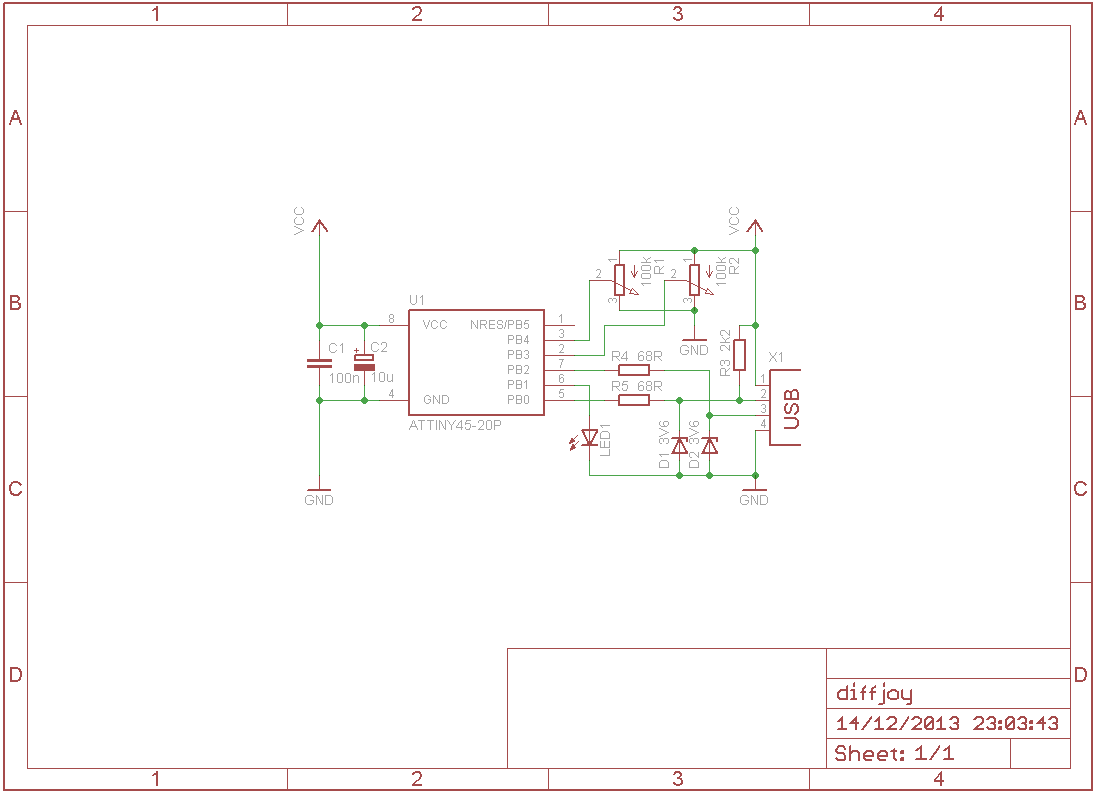 1 2 3 4
A A
B B
C C
D D
VCC
VCC
1
100k
R1
2
3
1
100k
R2
2
3
GND
U1
8 VCC NRES/PB5 1
PB4 3
PB3 2
PB2 7
PB1 6
4 GND PB0 5
ATTINY45-20P
C1
100n
+
C2
10u
GND
R4 68R
R5 68R
R3 2k2
LED1
D1 3V6
D2 3V6
X1
1
2
3
4
USB
GND
diffjoy
14/12/2013 23:03:43
Sheet: 1/1
1 2 3 4